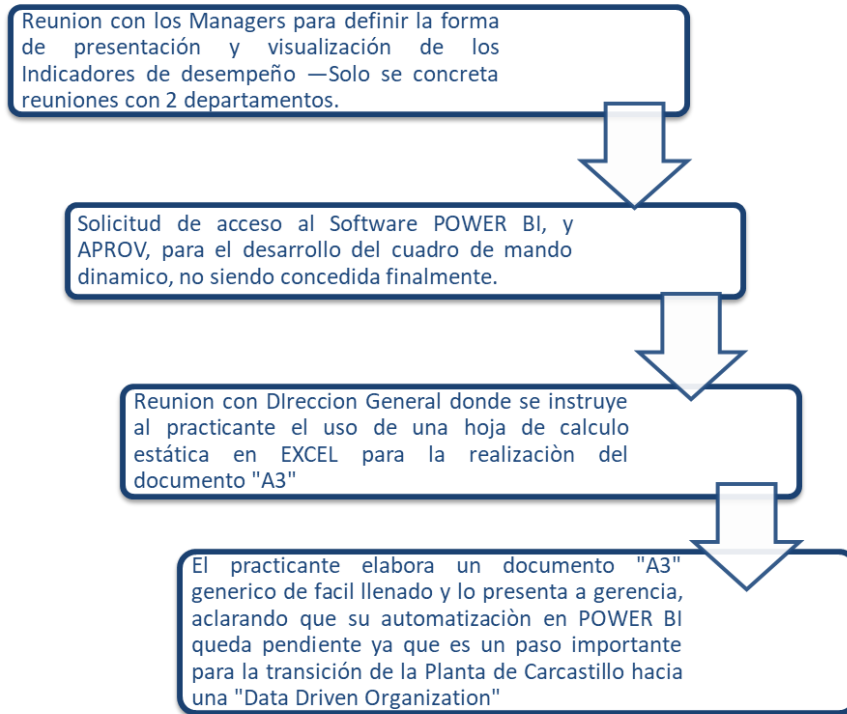 Reunion con los Managers para definir la forma
de presentación y visualización de los
Indicadores de desempeño —Solo se concreta
reuniones con 2 departamentos.
Solicitud de acceso al Software POWER BI, y
APROV, para el desarrollo del cuadro de mando
dinamico, no siendo concedida finalmente.
Reunion con DIreccion General donde se instruye
al practicante el uso de una hoja de calculo
estática en EXCEL para la realizaciòn del
documento "A3"
El practicante elabora un documento "A3"
generico de facil llenado y lo presenta a gerencia,
aclarando que su automatizaciòn en POWER BI
queda pendiente ya que es un paso importante
para la transición de la Planta de Carcastillo hacia
una "Data Driven Organization"